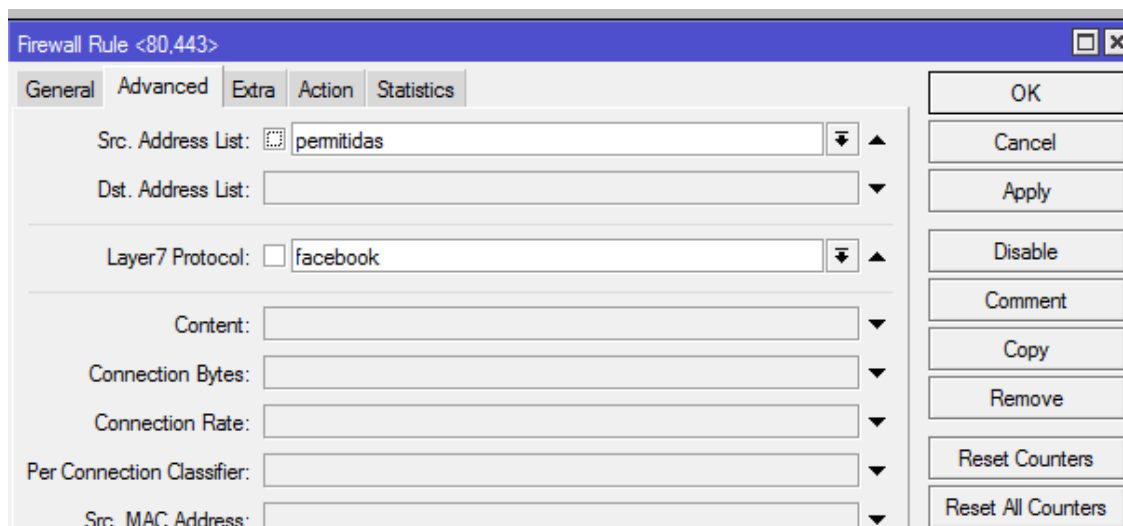 Firewall Rule <80,443>
General Advanced Extra Action Statistics
OK
Src. Address List: permitidas
Cancel
Dst. Address List:
Apply
Layer7 Protocol: facebook
Disable
Comment
Content:
Copy
Connection Bytes:
Remove
Connection Rate:
Per Connection Classifier:
Reset Counters
Src. MAC Address:
Reset All Counters